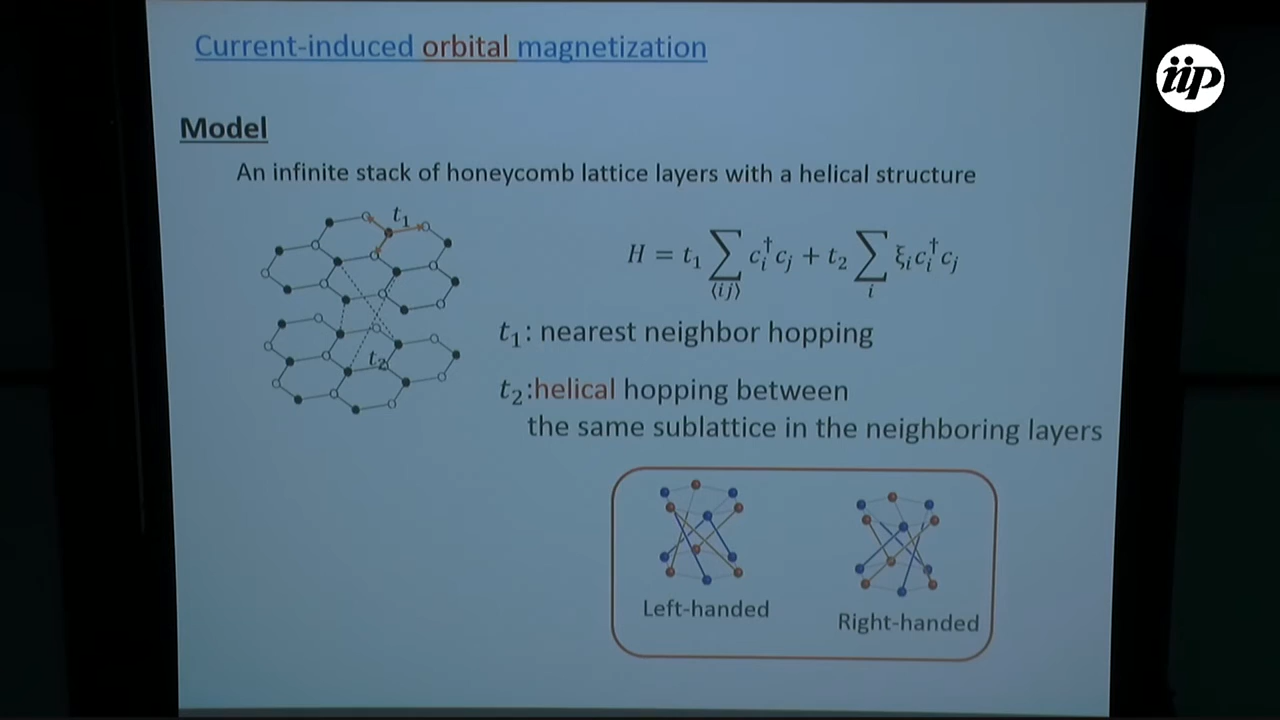 Current-induced orbital magnetization
iip
Model
An infinite stack of honeycomb lattice layers with a helical structure
t₁
H = t₁ ∑⟨ij⟩ cᵢ†cⱼ + t₂ ∑ᵢ ξᵢcᵢ†cⱼ
t₁: nearest neighbor hopping
t₂
t₂:helical hopping between
the same sublattice in the neighboring layers
Left-handed
Right-handed